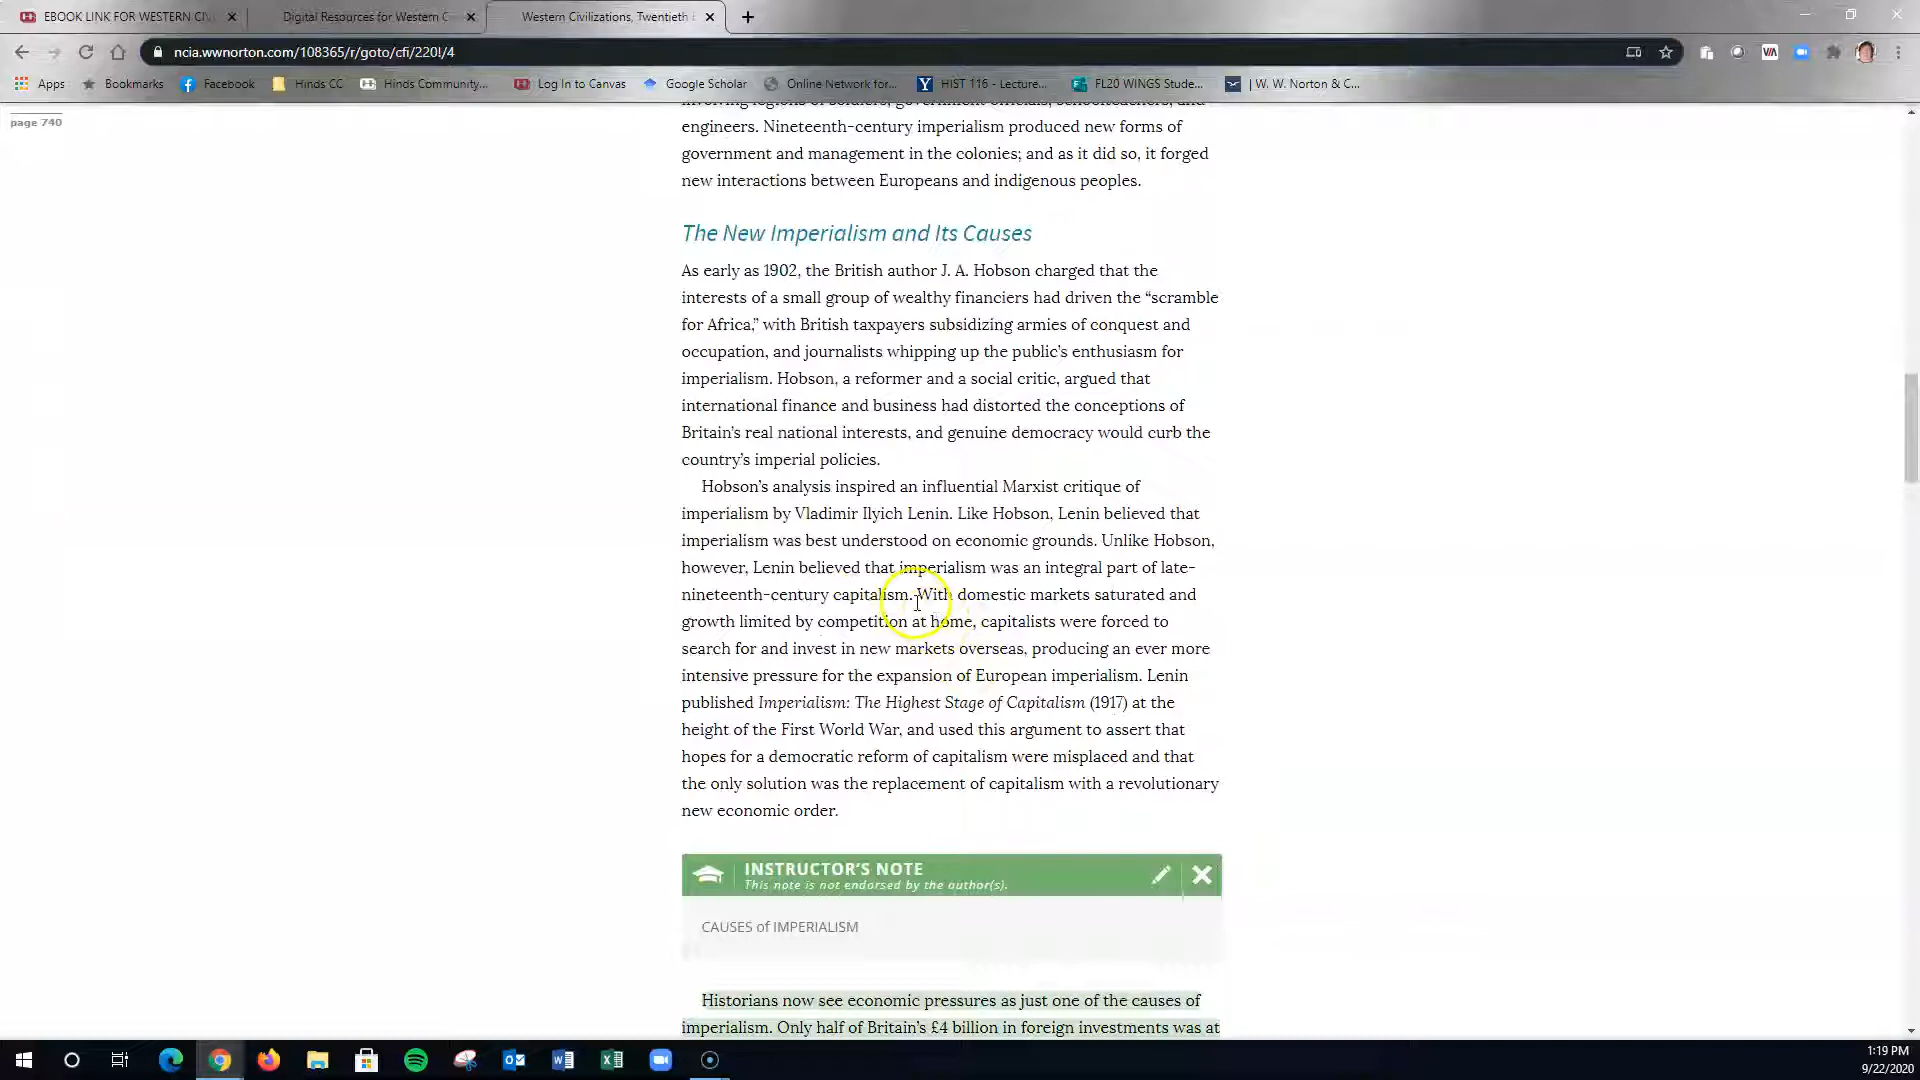 EBOOK LINK FOR WESTERN CIV
Digital Resources for Western C
Western Civilizations, Twentieth
ncia.wwnorton.com/108365/r/goto/cfi/220!/4
Apps
Bookmarks
Facebook
Hinds CC
Hinds Community...
Log In to Canvas
Google Scholar
Online Network for...
HIST 116 - Lecture...
FL20 WINGS Stude...
| W. W. Norton & C...
page 740
involving legions of soldiers, government officials, schoolteachers, and
engineers. Nineteenth-century imperialism produced new forms of
government and management in the colonies; and as it did so, it forged
new interactions between Europeans and indigenous peoples.
The New Imperialism and Its Causes
As early as 1902, the British author J. A. Hobson charged that the
interests of a small group of wealthy financiers had driven the “scramble
for Africa,” with British taxpayers subsidizing armies of conquest and
occupation, and journalists whipping up the public’s enthusiasm for
imperialism. Hobson, a reformer and a social critic, argued that
international finance and business had distorted the conceptions of
Britain’s real national interests, and genuine democracy would curb the
country’s imperial policies.
Hobson’s analysis inspired an influential Marxist critique of
imperialism by Vladimir Ilyich Lenin. Like Hobson, Lenin believed that
imperialism was best understood on economic grounds. Unlike Hobson,
however, Lenin believed that imperialism was an integral part of late-
nineteenth-century capitalism. With domestic markets saturated and
growth limited by competition at home, capitalists were forced to
search for and invest in new markets overseas, producing an ever more
intensive pressure for the expansion of European imperialism. Lenin
published Imperialism: The Highest Stage of Capitalism (1917) at the
height of the First World War, and used this argument to assert that
hopes for a democratic reform of capitalism were misplaced and that
the only solution was the replacement of capitalism with a revolutionary
new economic order.
INSTRUCTOR'S NOTE
This note is not endorsed by the author(s).
CAUSES of IMPERIALISM
Historians now see economic pressures as just one of the causes of
imperialism. Only half of Britain’s £4 billion in foreign investments was at
1:19 PM
9/22/2020